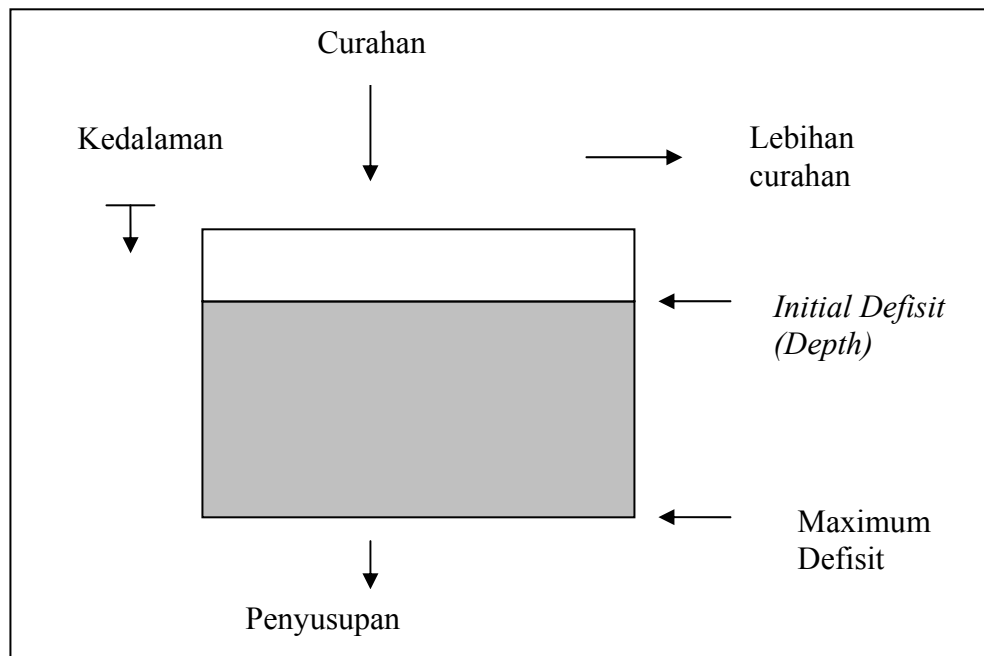 Curahan
Kedalaman
Lebihan
curahan
Initial Defisit
(Depth)
Maximum
Defisit
Penyusupan